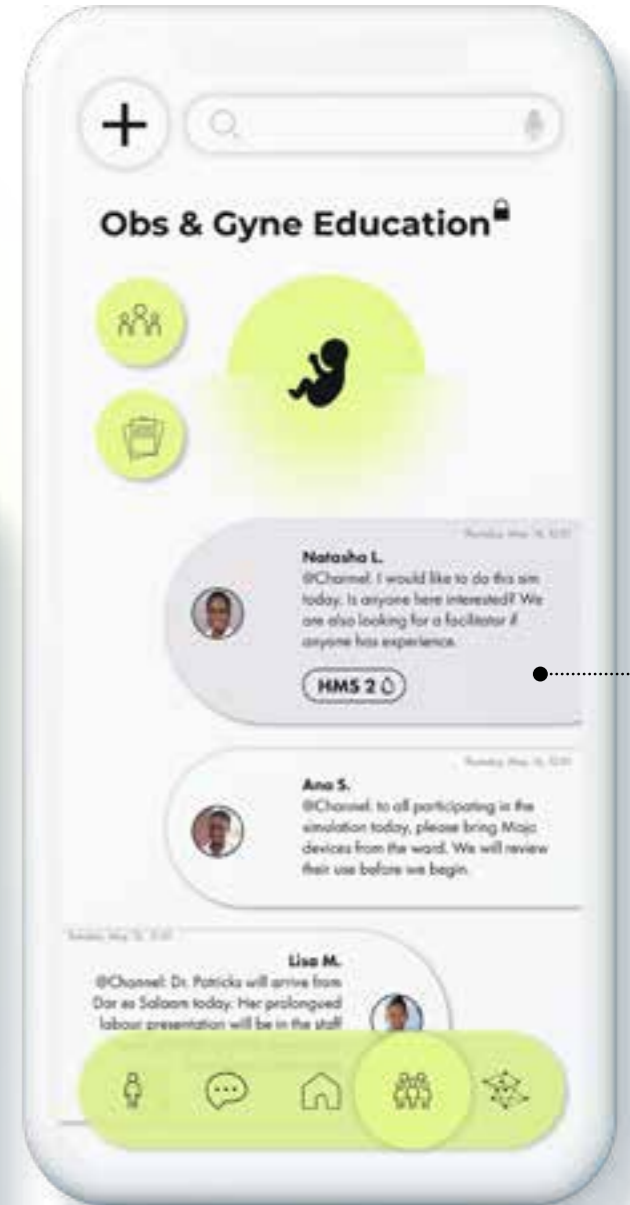 Obs & Gyne Education
Natasha L.
@Channel: I would like to do this sim
today. Is anyone here interested? We
are also looking for a facilitator if
anyone has experience.
HMS 2
Ana S.
@Channel: to all participating in the
simulation today, please bring Moja
devices from the ward. We will review
their use before we begin.
Lisa M.
@Channel: Dr. Patricks will arrive from
Dar es Salaam today. Her prolongued
labour presentation will be in the staff